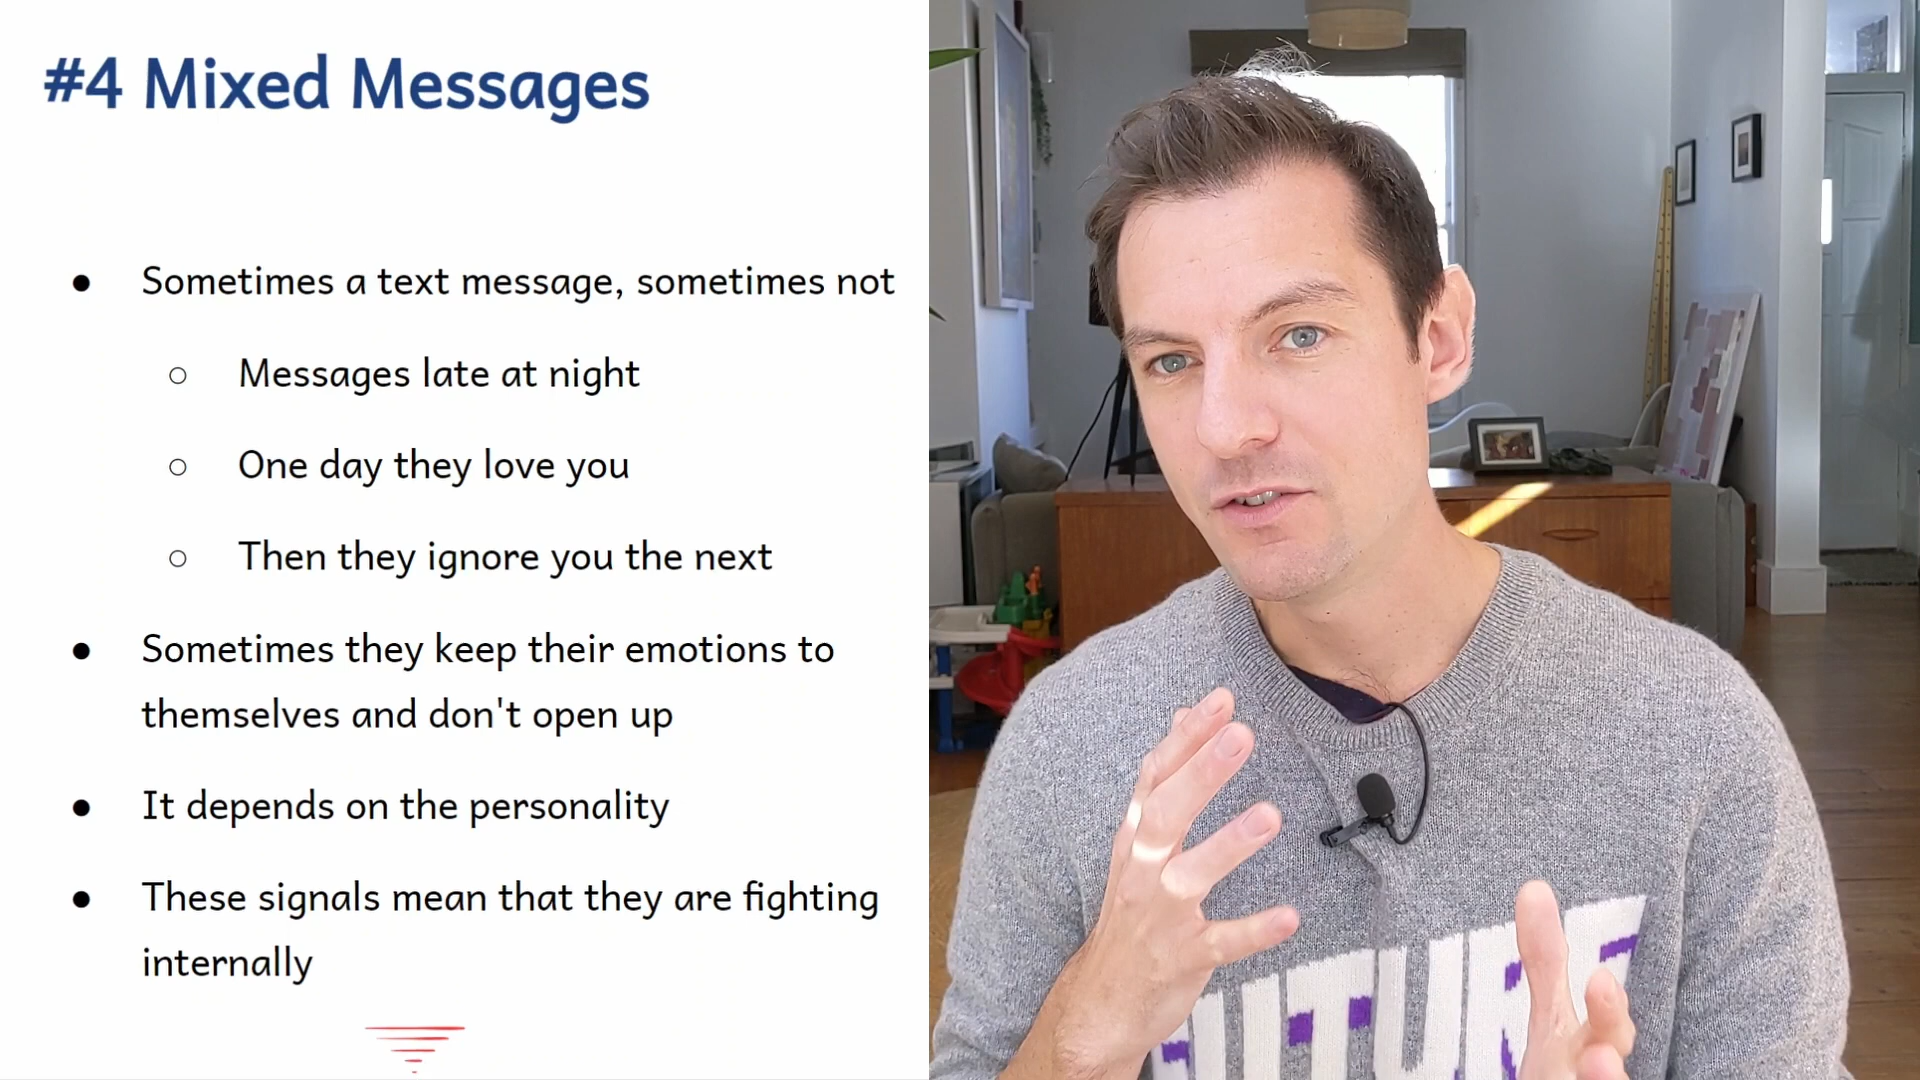 #4 Mixed Messages
● Sometimes a text message, sometimes not
○ Messages late at night
○ One day they love you
○ Then they ignore you the next
● Sometimes they keep their emotions to
themselves and don't open up
● It depends on the personality
● These signals mean that they are fighting
internally